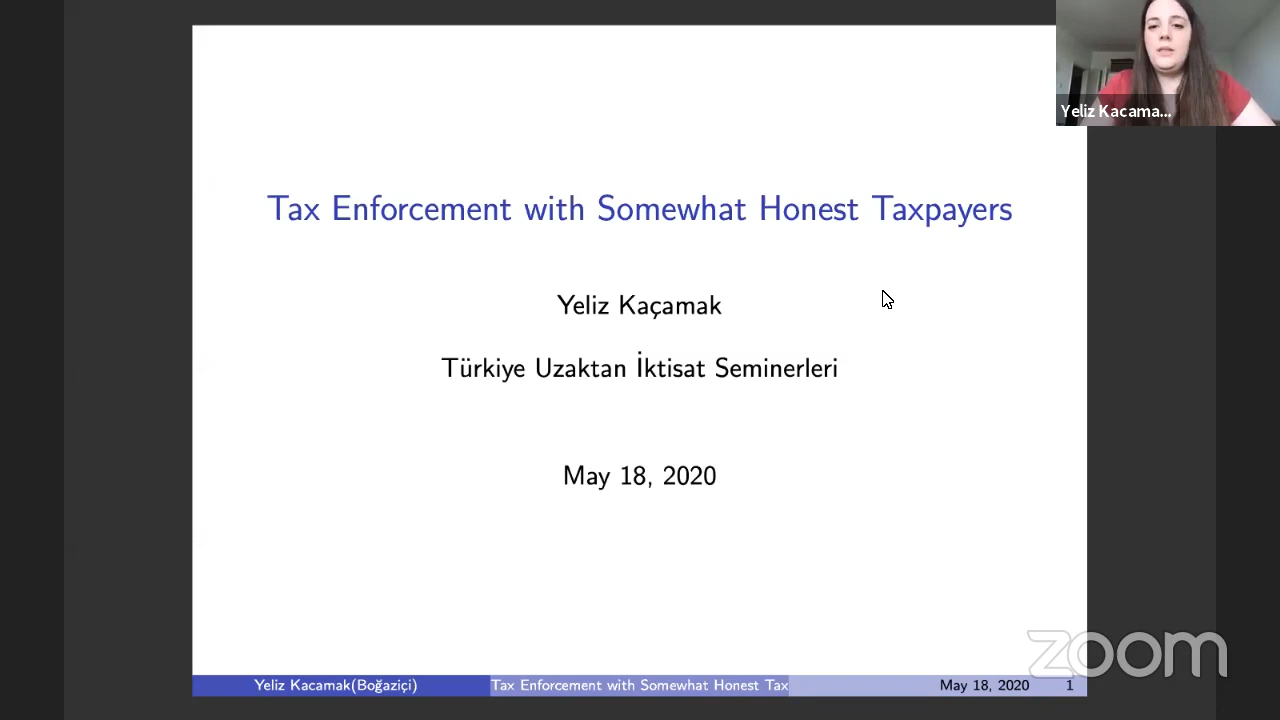 Yeliz Kacama...
Tax Enforcement with Somewhat Honest Taxpayers
Yeliz Kaçamak
Türkiye Uzaktan İktisat Seminerleri
May 18, 2020
zoom
Yeliz Kacamak(Boğaziçi) Tax Enforcement with Somewhat Honest Tax May 18, 2020 1